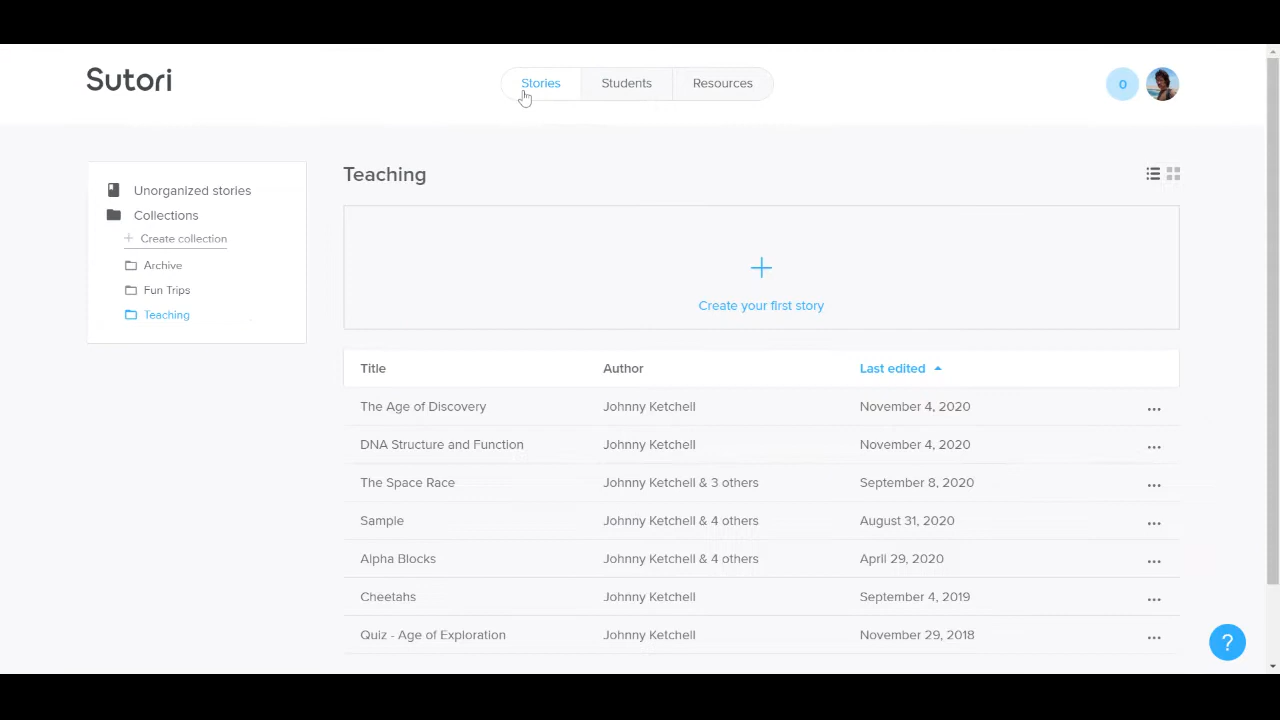 Sutori
Stories Students Resources
0
Unorganized stories
Collections
+ Create collection
Archive
Fun Trips
Teaching
Teaching
+
Create your first story
Title Author Last edited
The Age of Discovery Johnny Ketchell November 4, 2020 ...
DNA Structure and Function Johnny Ketchell November 4, 2020 ...
The Space Race Johnny Ketchell & 3 others September 8, 2020 ...
Sample Johnny Ketchell & 4 others August 31, 2020 ...
Alpha Blocks Johnny Ketchell & 4 others April 29, 2020 ...
Cheetahs Johnny Ketchell September 4, 2019 ...
Quiz - Age of Exploration Johnny Ketchell November 29, 2018 ...
?